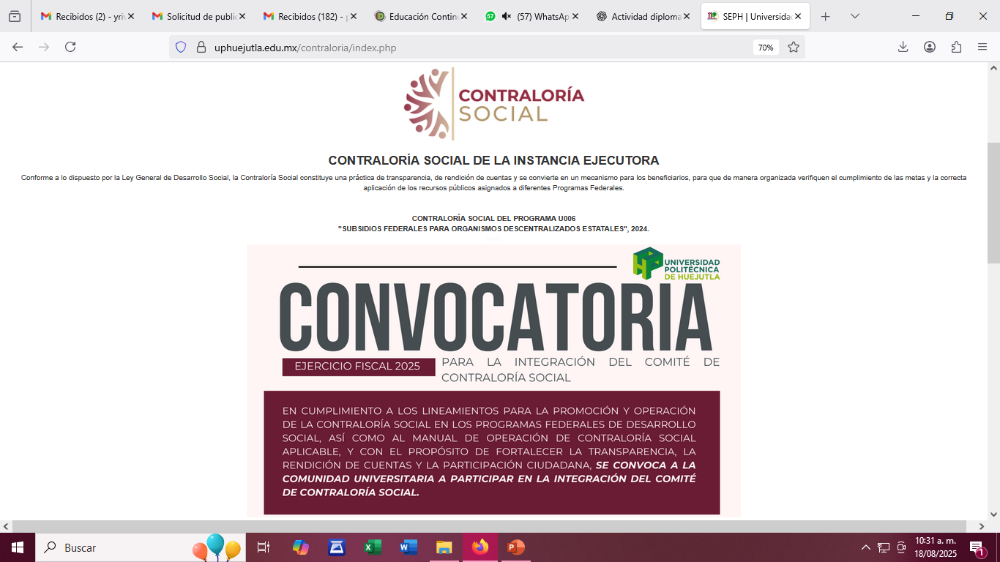 Recibidos (2) - yriv
Solicitud de public
Recibidos (182) - p
Educación Continu
57
(57) WhatsAp
Actividad diploma
SEPH | Universidad
uphuejutla.edu.mx/contraloria/index.php
70%
CONTRALORÍA
SOCIAL
CONTRALORÍA SOCIAL DE LA INSTANCIA EJECUTORA
Conforme a lo dispuesto por la Ley General de Desarrollo Social, la Contraloría Social constituye una práctica de transparencia, de rendición de cuentas y se convierte en un mecanismo para los beneficiarios, para que de manera organizada verifiquen el cumplimiento de las metas y la correcta
aplicación de los recursos públicos asignados a diferentes Programas Federales.
CONTRALORÍA SOCIAL DEL PROGRAMA U006
"SUBSIDIOS FEDERALES PARA ORGANISMOS DESCENTRALIZADOS ESTATALES", 2024.
UNIVERSIDAD
POLITÉCNICA
DE HUEJUTLA
CONVOCATORIA
EJERCICIO FISCAL 2025
PARA LA INTEGRACIÓN DEL COMITÉ DE
CONTRALORÍA SOCIAL
EN CUMPLIMIENTO A LOS LINEAMIENTOS PARA LA PROMOCIÓN Y OPERACIÓN
DE LA CONTRALORÍA SOCIAL EN LOS PROGRAMAS FEDERALES DE DESARROLLO
SOCIAL, ASÍ COMO AL MANUAL DE OPERACIÓN DE CONTRALORÍA SOCIAL
APLICABLE, Y CON EL PROPÓSITO DE FORTALECER LA TRANSPARENCIA, LA
RENDICIÓN DE CUENTAS Y LA PARTICIPACIÓN CIUDADANA, SE CONVOCA A LA
COMUNIDAD UNIVERSITARIA A PARTICIPAR EN LA INTEGRACIÓN DEL COMITÉ
DE CONTRALORÍA SOCIAL.
Buscar
10:31 a. m.
18/08/2025
1